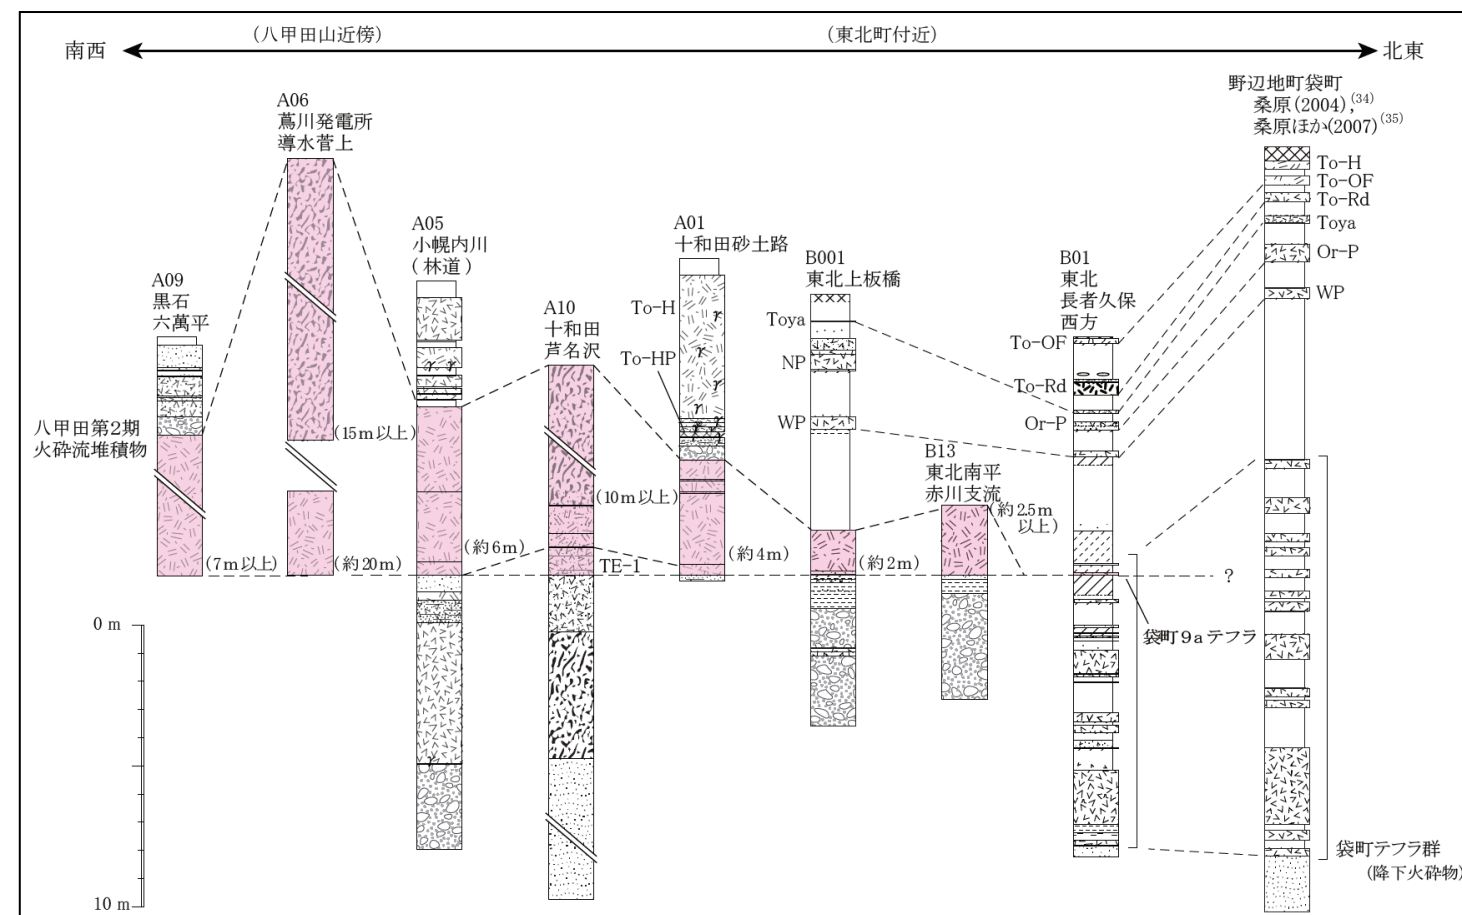 (八甲田山近傍)
(東北町付近)
南西
北東
野辺地町袋町
桑原(2004),(34)
桑原ほか(2007)(35)
A06
蔦川発電所
導水菅上
To-H
To-OF
To-Rd
Toya
Or-P
WP
A05
小幌内川
(林道)
A01
十和田砂土路
B001
東北上板橋
B01
東北
長者久保
西方
A09
黒石
六萬平
A10
十和田
芦名沢
To-H
To-HP
r
r
r
r
r
r
Toya
NP
WP
To-OF
To-Rd
Or-P
八甲田第2期
火砕流堆積物
(15m以上)
B13
東北南平
赤川支流
(約2.5m
以上)
(10m以上)
(7m以上)
(約20m)
(約6m)
TE-1
(約4m)
(約2m)
?
袋町9aテフラ
0 m
r
袋町テフラ群
(降下火砕物)
10 m